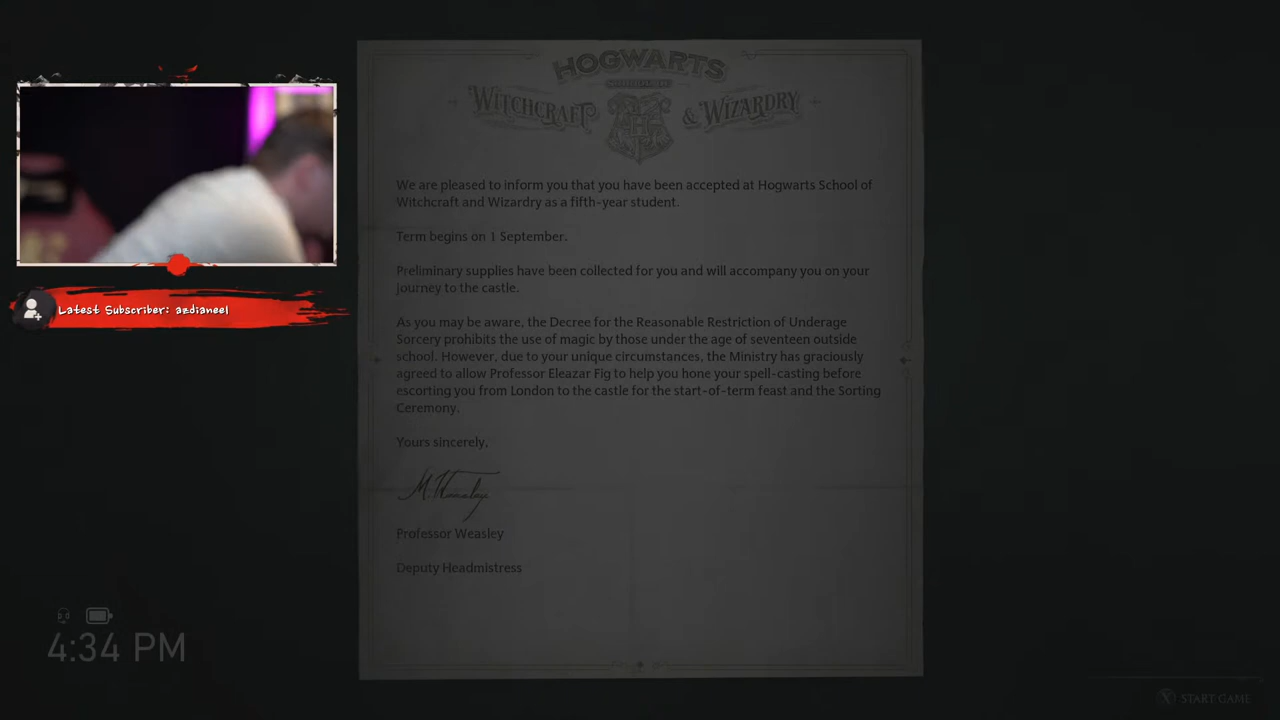 HOGWARTS
WITCHCRAFT & WIZARDRY
We are pleased to inform you that you have been accepted at Hogwarts School of
Witchcraft and Wizardry as a fifth-year student.
Term begins on 1 September.
Preliminary supplies have been collected for you and will accompany you on your
journey to the castle.
As you may be aware, the Decree for the Reasonable Restriction of Underage
Sorcery prohibits the use of magic by those under the age of seventeen outside
school. However, due to your unique circumstances, the Ministry has graciously
agreed to allow Professor Eleazar Fig to help you hone your spell-casting before
escorting you from London to the castle for the start-of-term feast and the Sorting
Ceremony.
Yours sincerely,
M. Weasley
Professor Weasley
Deputy Headmistress
Latest Subscriber: azdianeel
4:34 PM
X START GAME